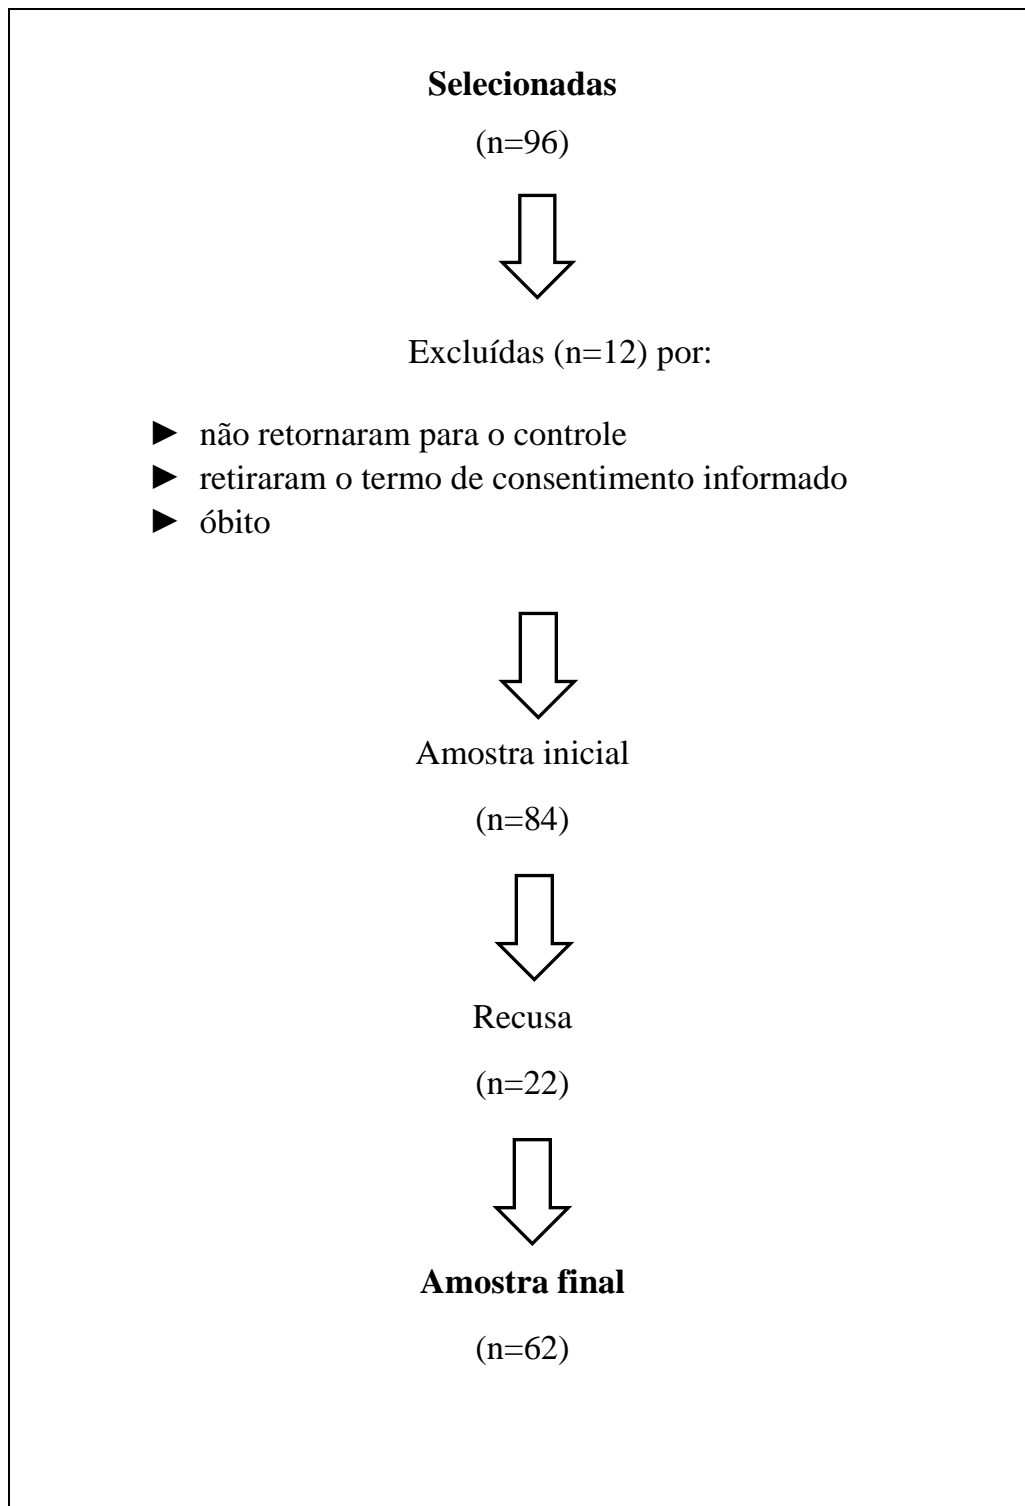 Selecionadas
(n=96)
Excluídas (n=12) por:
► não retornaram para o controle
► retiraram o termo de consentimento informado
► óbito
Amostra inicial
(n=84)
Recusa
(n=22)
Amostra final
(n=62)